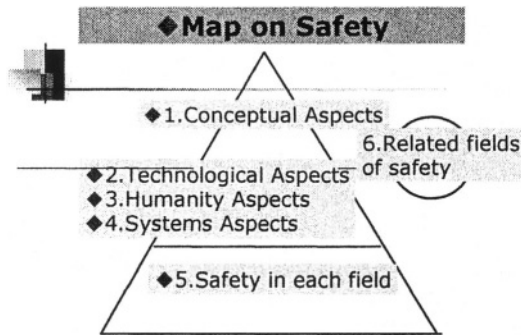 ◆Map on Safety
◆1.Conceptual Aspects
6.Related fields
of safety
◆2.Technological Aspects
◆3.Humanity Aspects
◆4.Systems Aspects
◆5.Safety in each field